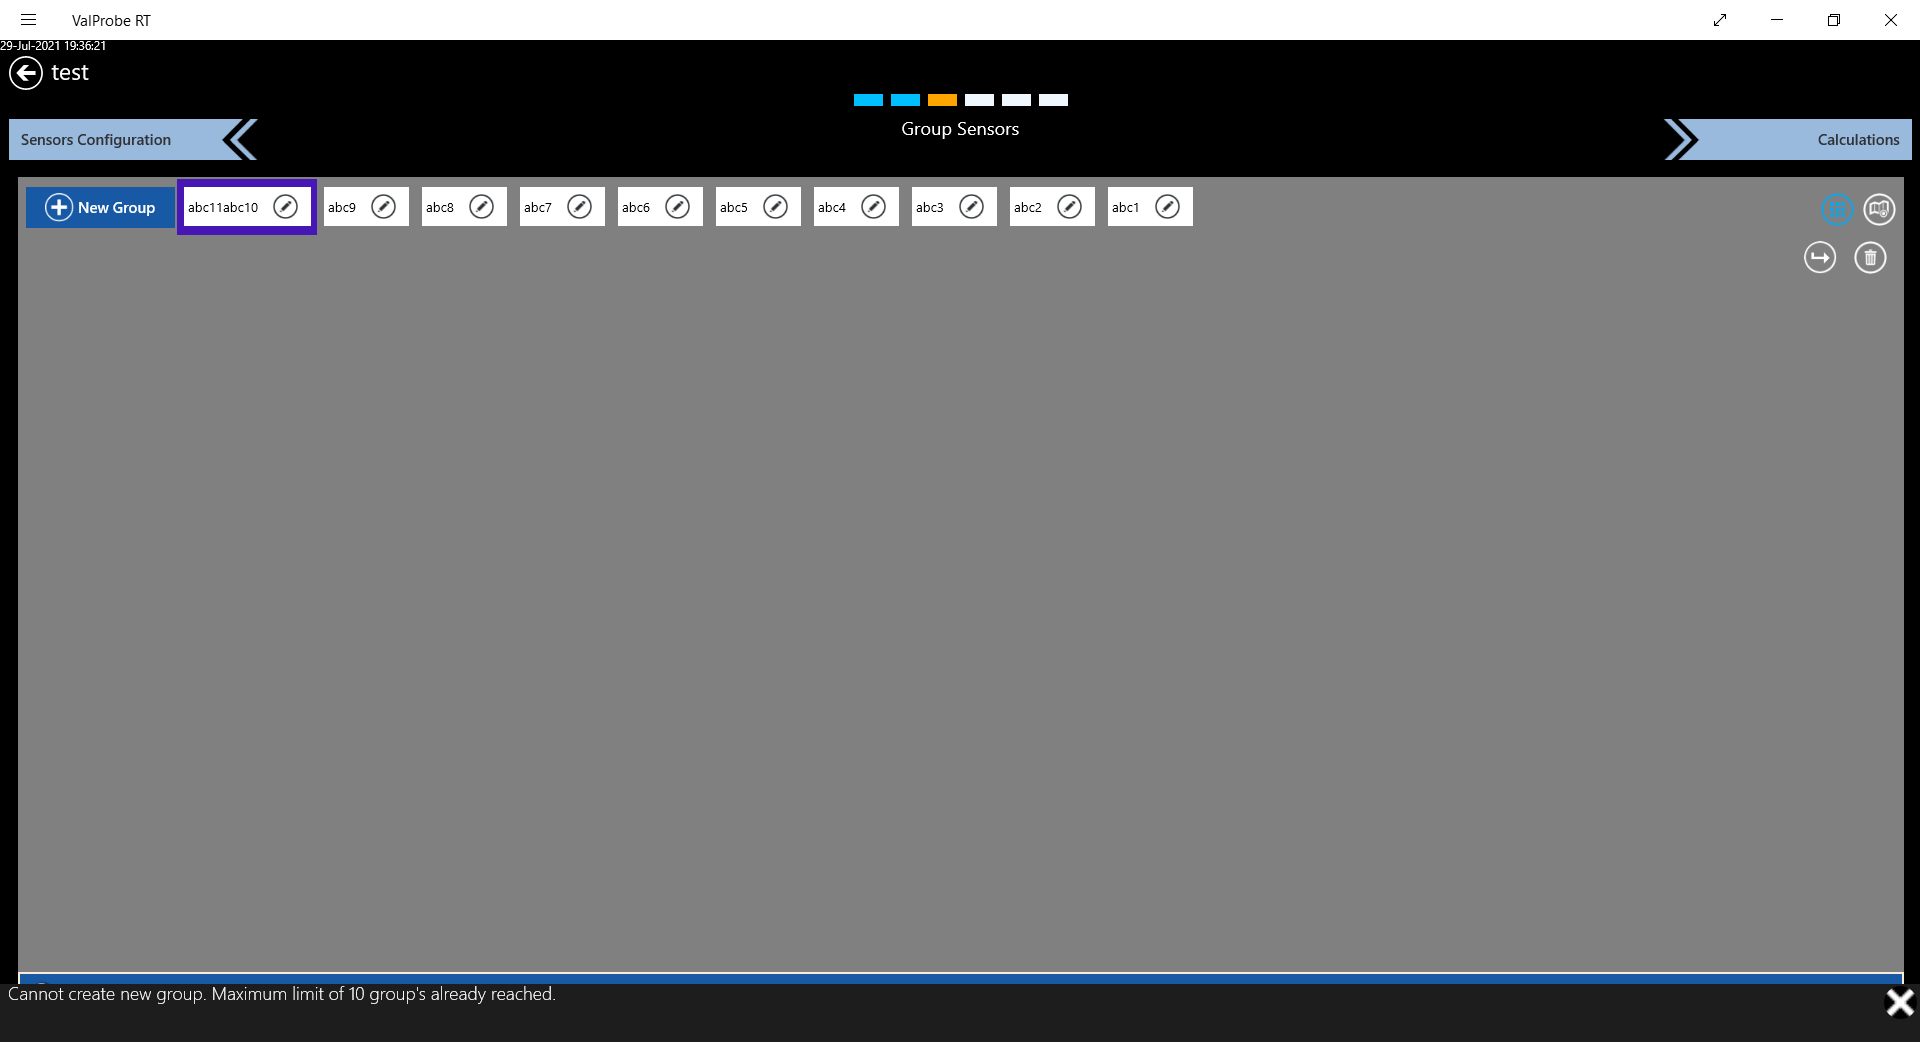 ValProbe RT
29-Jul-2021 19:36:21
test
Sensors Configuration
Group Sensors
Calculations
New Group
abc11abc10
abc9
abc8
abc7
abc6
abc5
abc4
abc3
abc2
abc1
Cannot create new group. Maximum limit of 10 group's already reached.